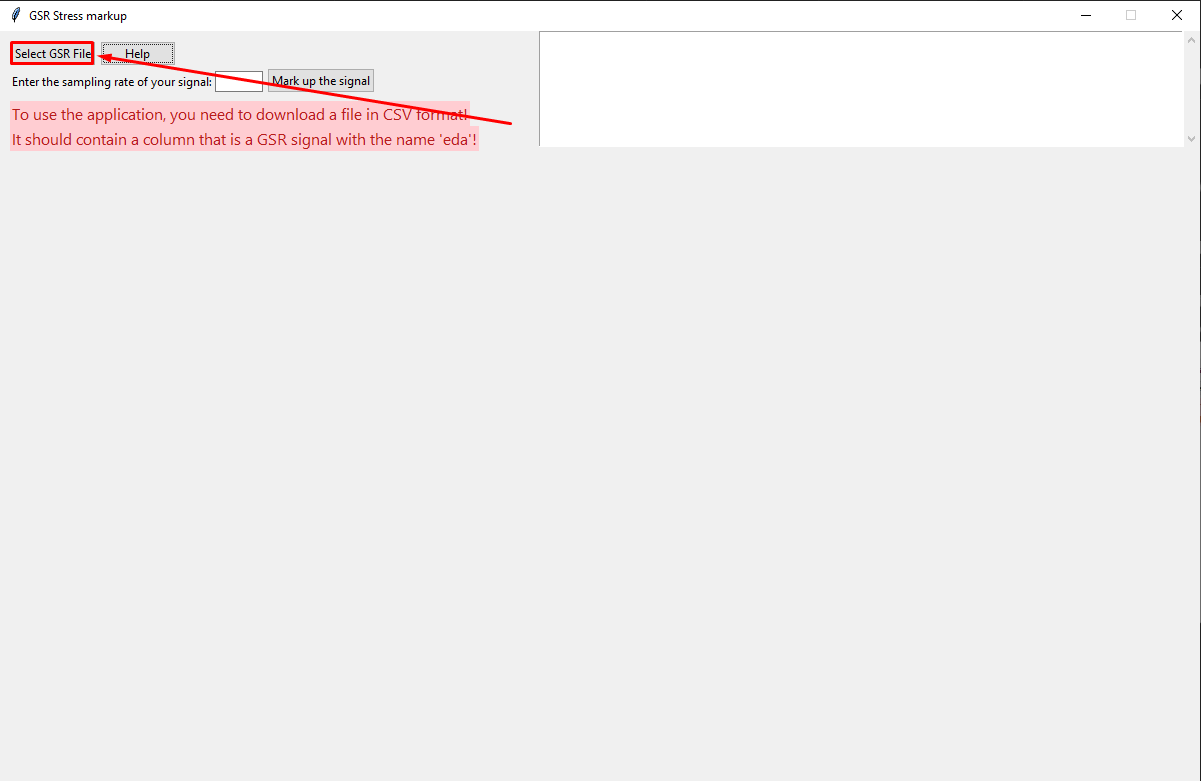 GSR Stress markup
Select GSR File Help
Enter the sampling rate of your signal: Mark up the signal
To use the application, you need to download a file in CSV format!
It should contain a column that is a GSR signal with the name 'eda'!